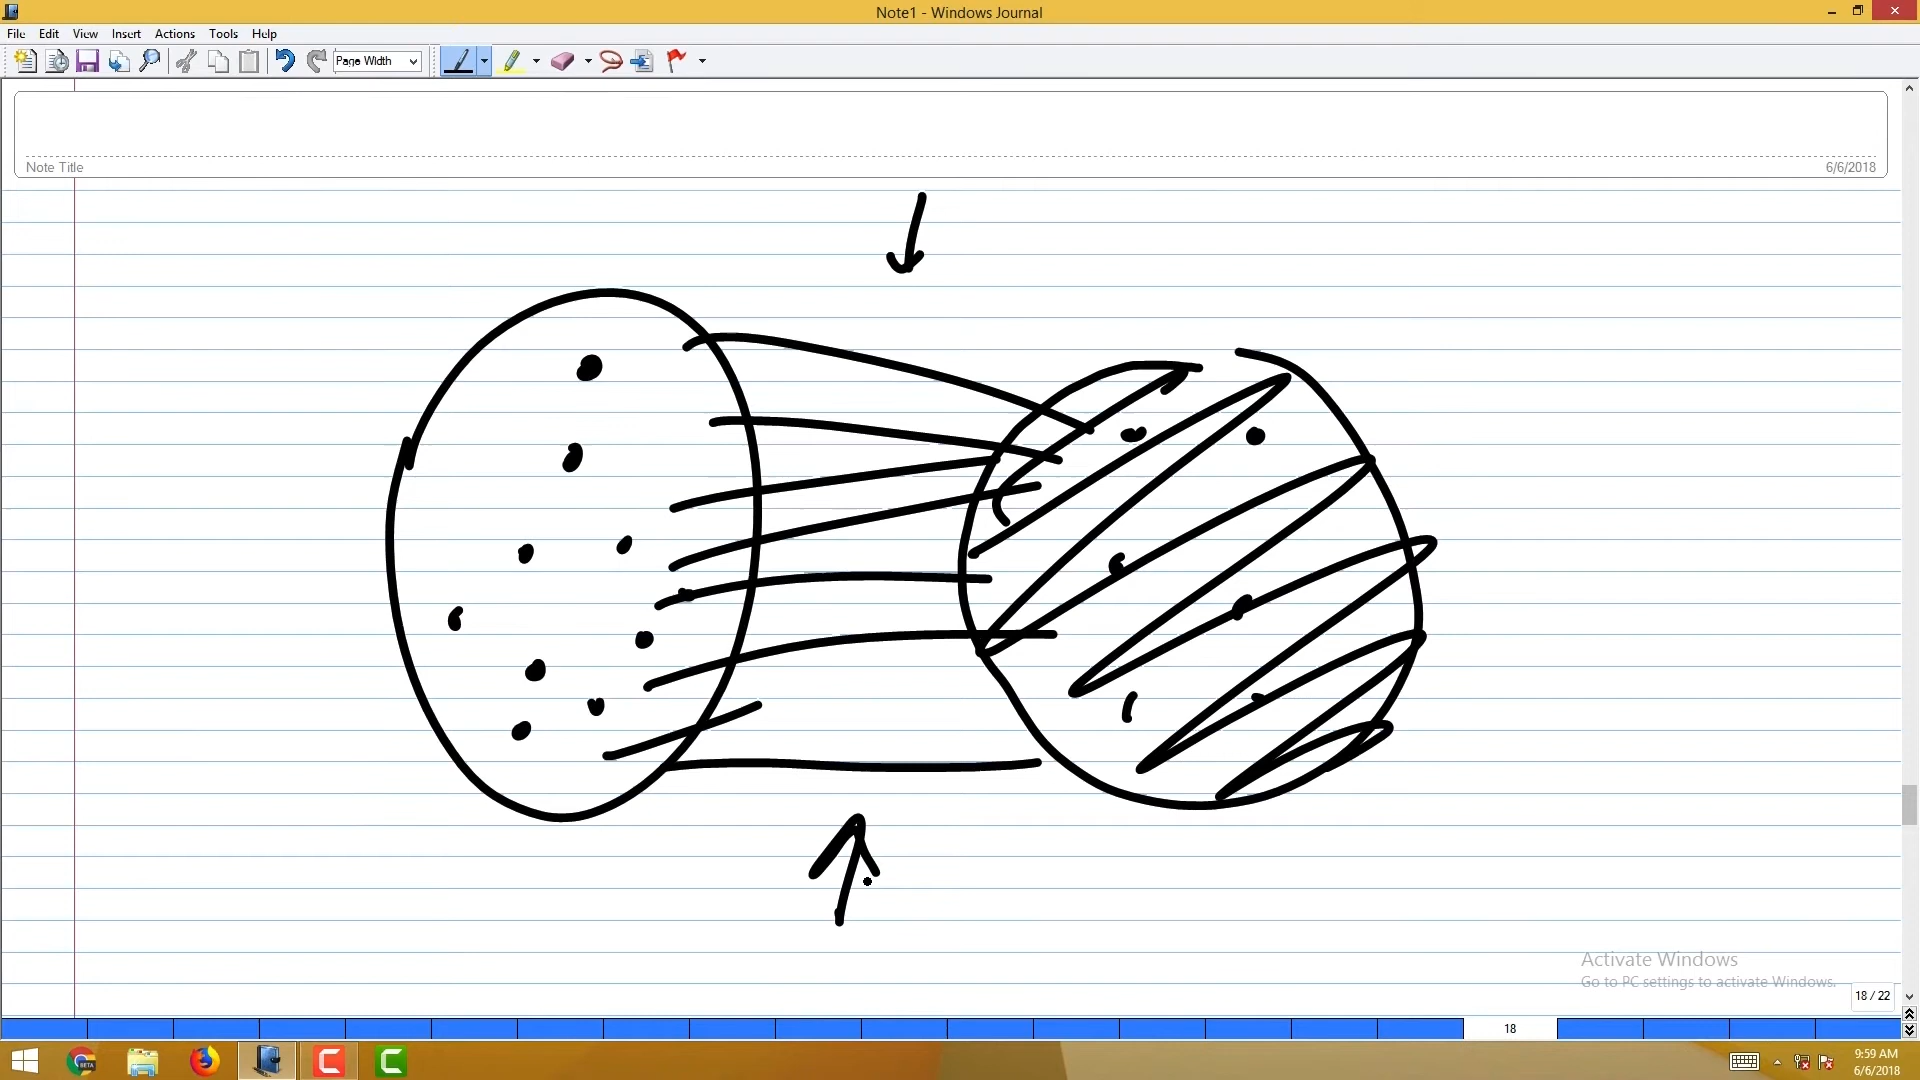 Note1 - Windows Journal
File Edit View Insert Actions Tools Help
Page Width
Note Title
6/6/2018
Activate Windows
Go to PC settings to activate Windows.
18 / 22
18
BETA
9:59 AM
6/6/2018